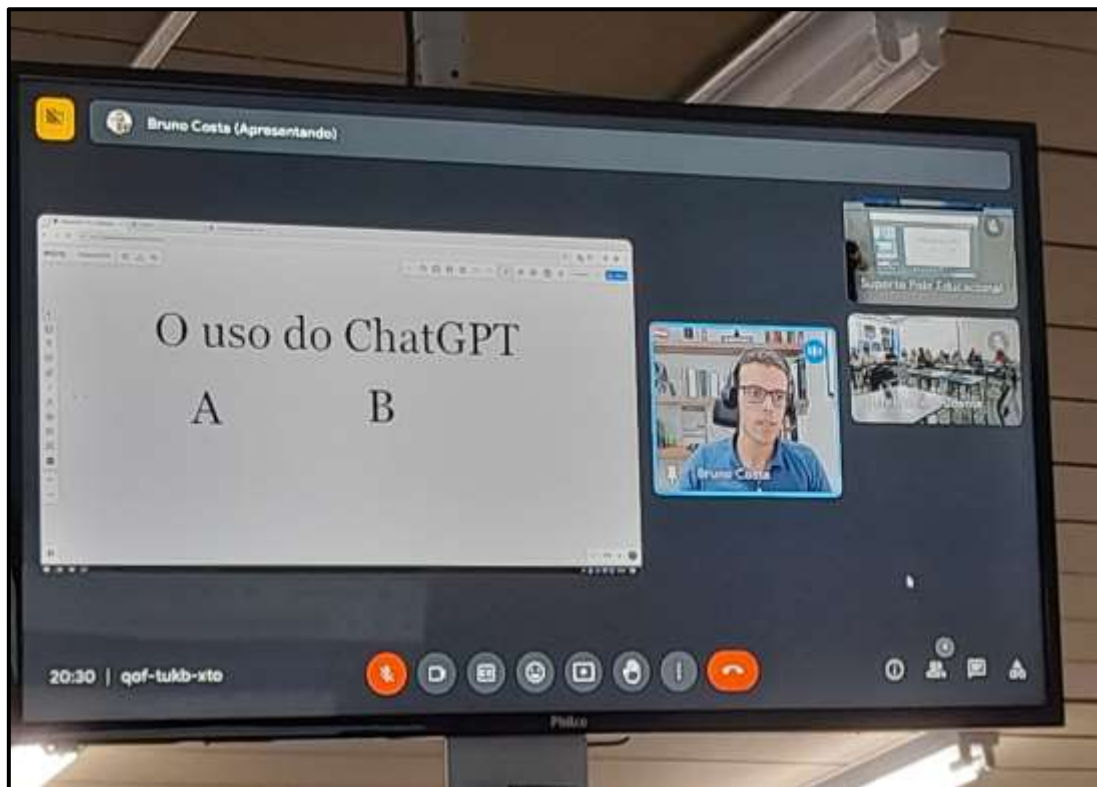 Bruno Costa (Apresentando)
O uso do ChatGPT
A B
Suporte Polo Educacional
Bruno Costa
20:30 | qof-tukb-xto
Philco